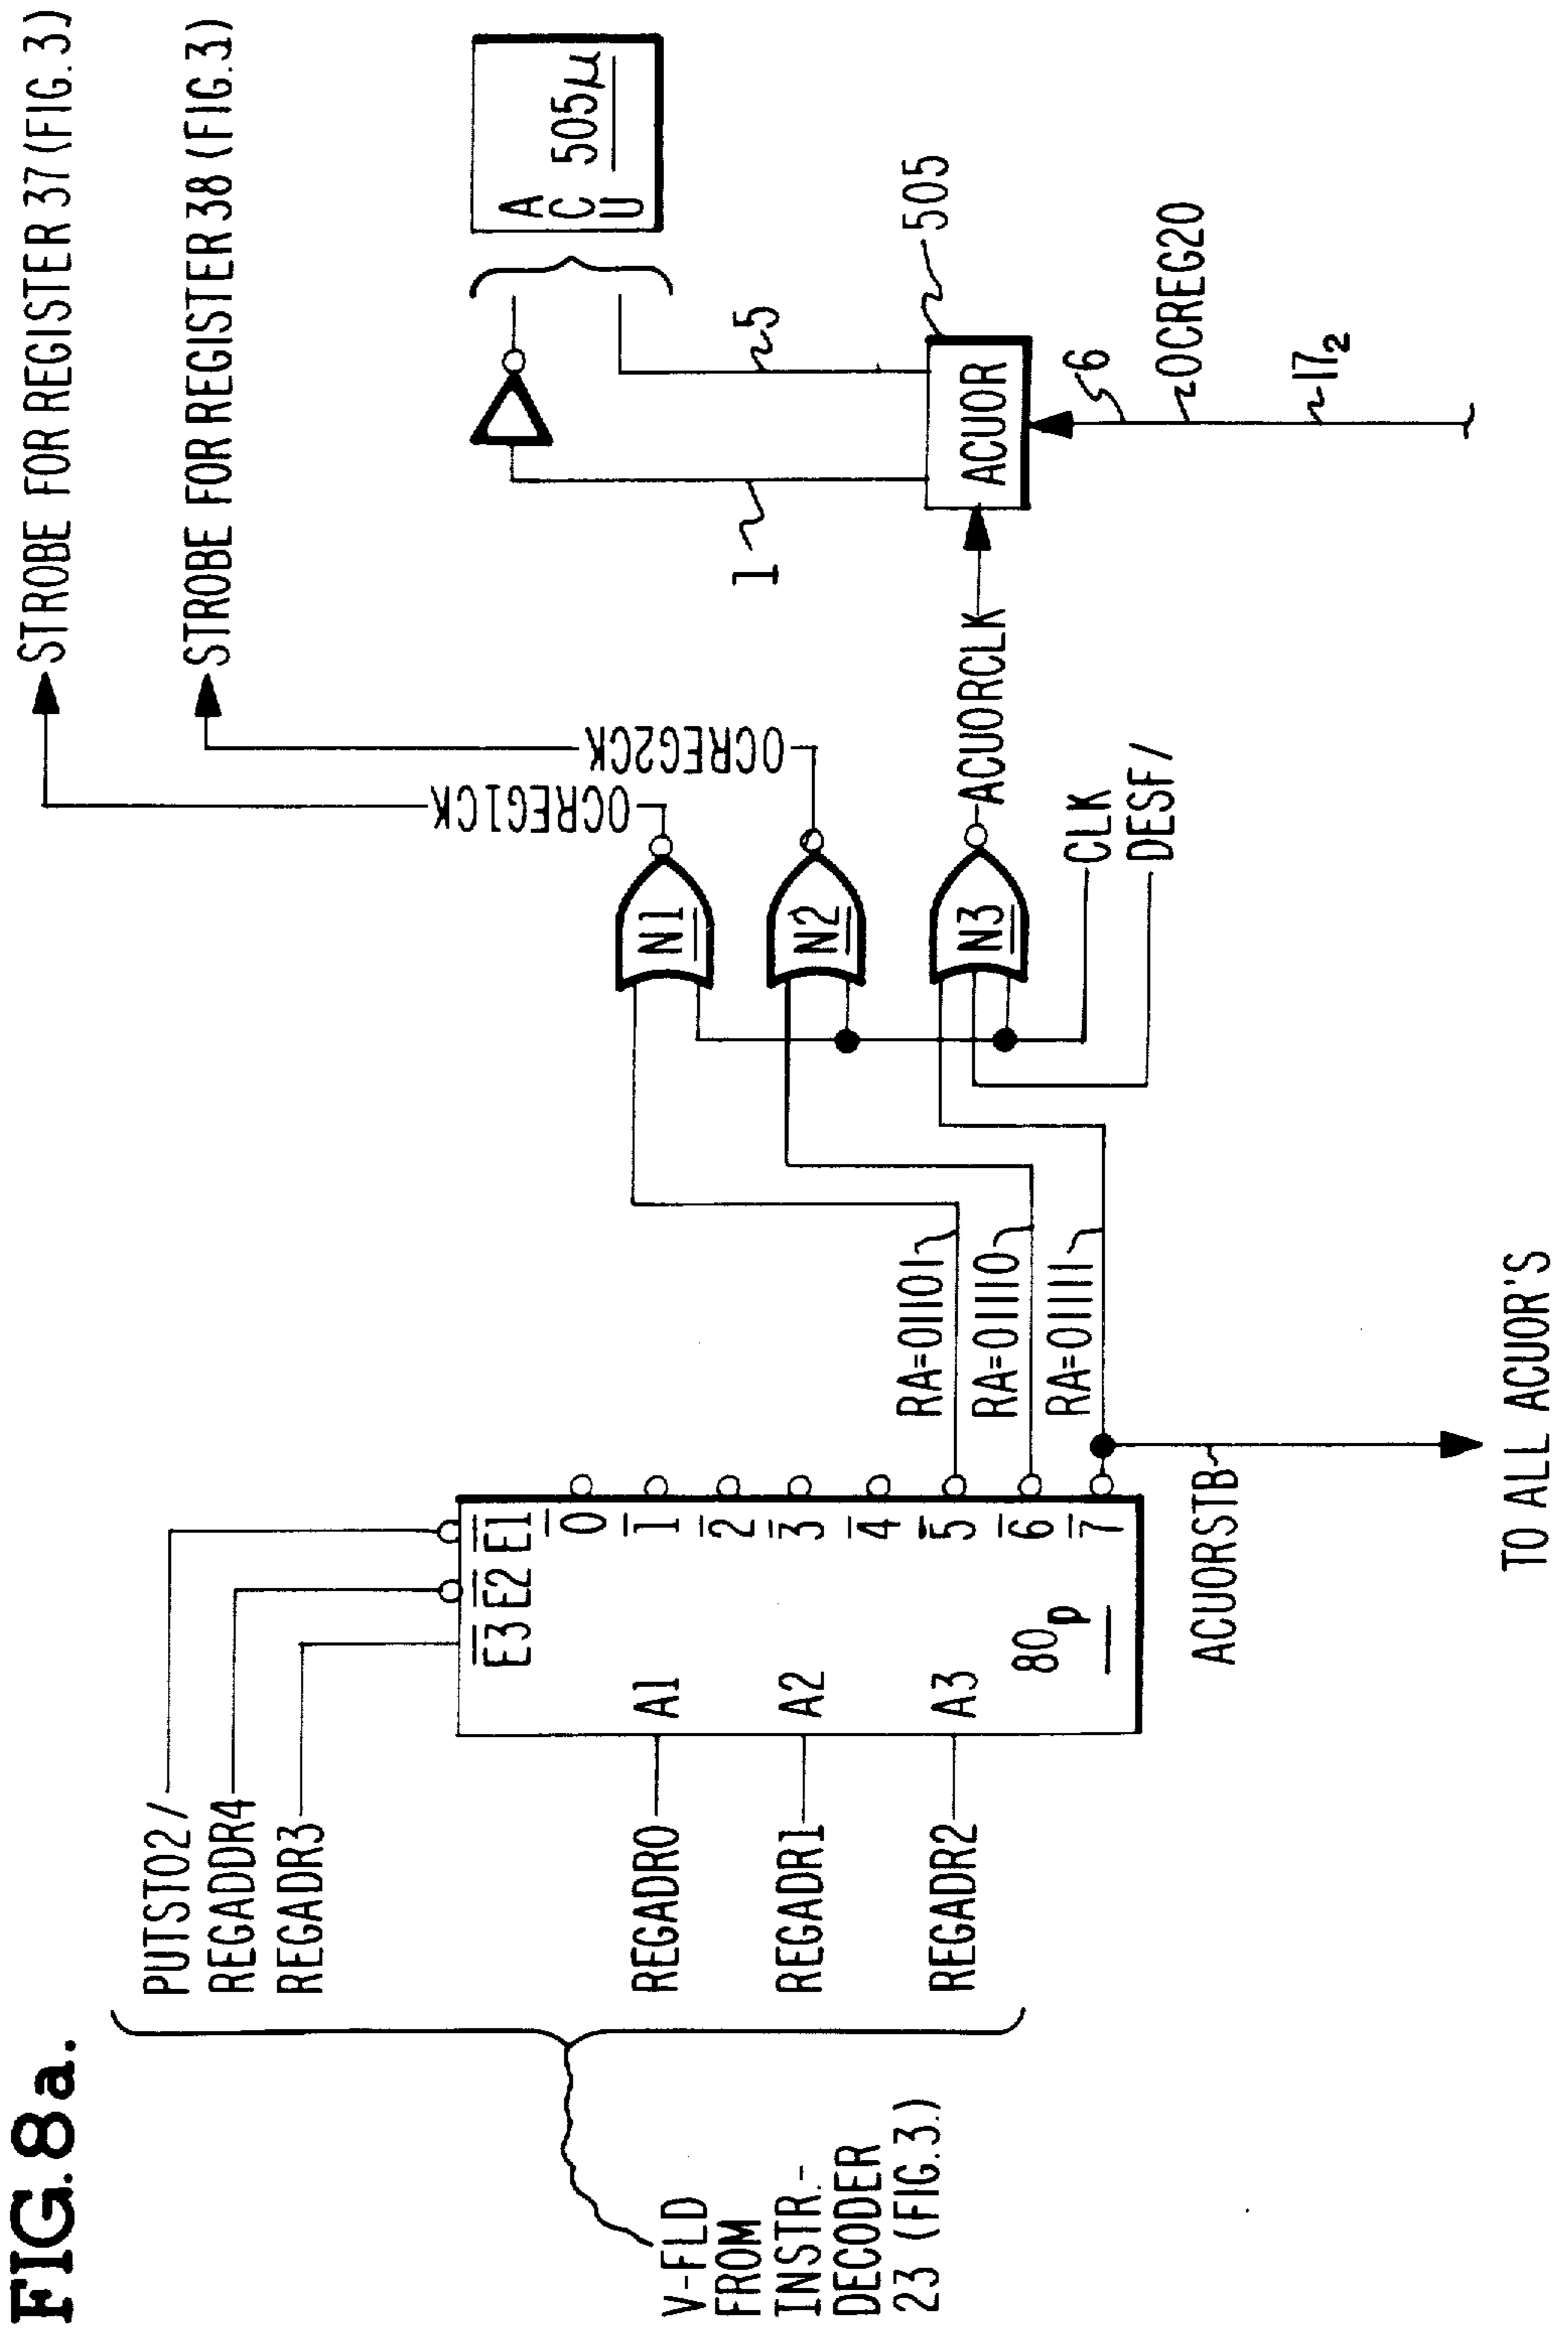 FIG. 8a.
PUTST02/
REGADDR4
REGADR3
REGADR0
REGADR1
REGADR2
V-FLD
FROM
INSTR.-
DECODER
23 (FIG.3.)
E3 E2 E1
A1
A2
A3
80p
0
1
2
3
4
5
6
7
RA=01101
RA=01110
RA=01111
ACUORSTB
TO ALL ACUOR'S
N1
N2
N3
CLK
DESF/
OCREG1CK
OCREG2CK
ACUORCLK
STROBE FOR REGISTER 37 (FIG. 3)
STROBE FOR REGISTER 38 (FIG.3)
1
5
ACUOR
505
6
OCREG20
17₂
ACU
505μ